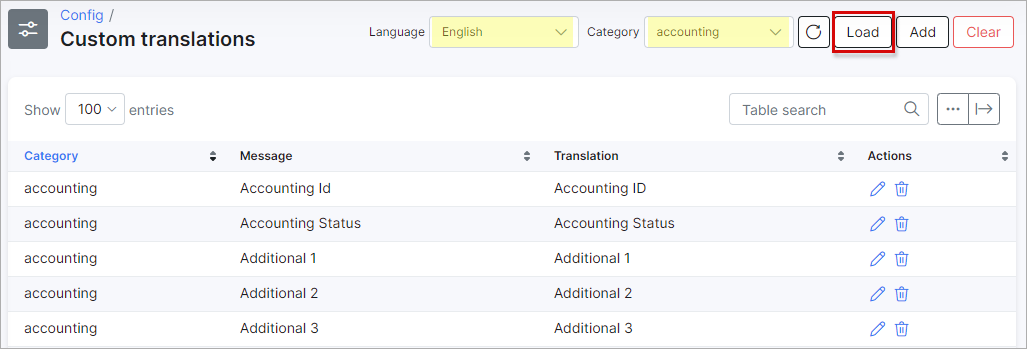 Config /
Custom translations
Language English Category accounting Load Add Clear
Show 100 entries Table search
Category Message Translation Actions
accounting Accounting Id Accounting ID
accounting Accounting Status Accounting Status
accounting Additional 1 Additional 1
accounting Additional 2 Additional 2
accounting Additional 3 Additional 3